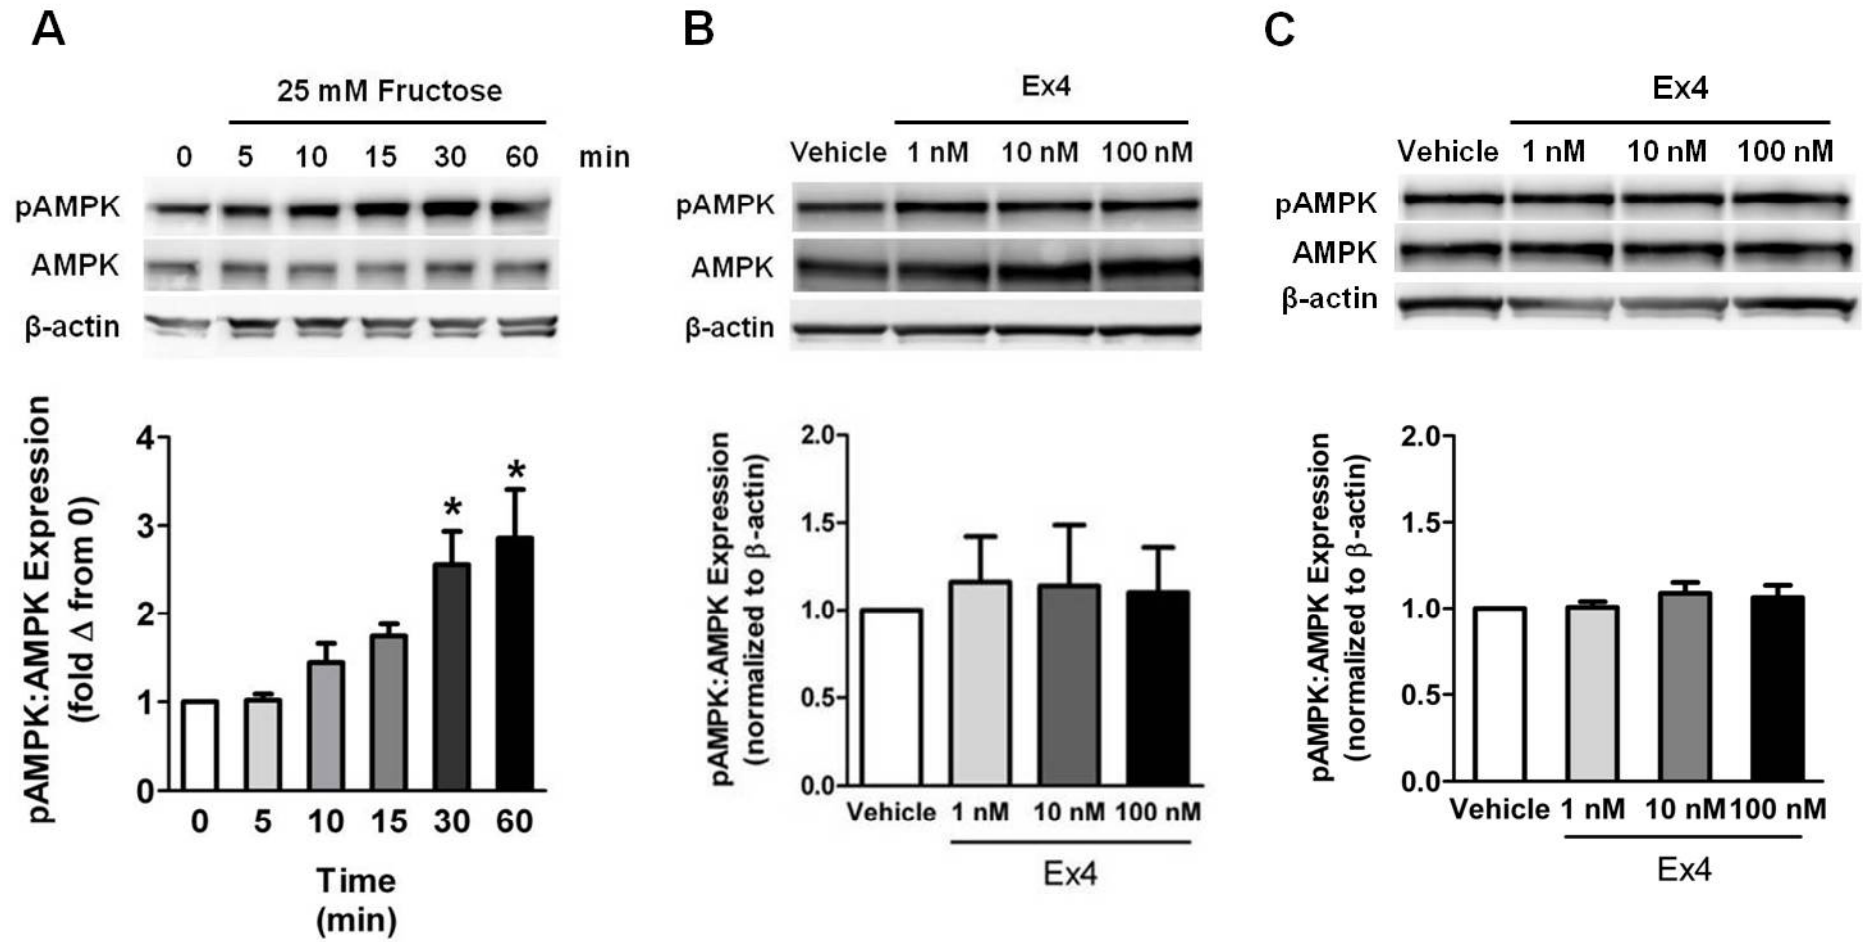 A
25 mM Fructose
0 5 10 15 30 60 min
pAMPK
AMPK
β-actin
pAMPK:AMPK Expression
(fold Δ from 0)
4
3
2
1
0
*
*
0 5 10 15 30 60
Time
(min)
B
Ex4
Vehicle 1 nM 10 nM 100 nM
pAMPK
AMPK
β-actin
pAMPK:AMPK Expression
(normalized to β-actin)
2.0
1.5
1.0
0.5
0.0
Vehicle 1 nM 10 nM 100 nM
Ex4
C
Ex4
Vehicle 1 nM 10 nM 100 nM
pAMPK
AMPK
β-actin
pAMPK:AMPK Expression
(normalized to β-actin)
2.0
1.5
1.0
0.5
0.0
Vehicle 1 nM 10 nM 100 nM
Ex4